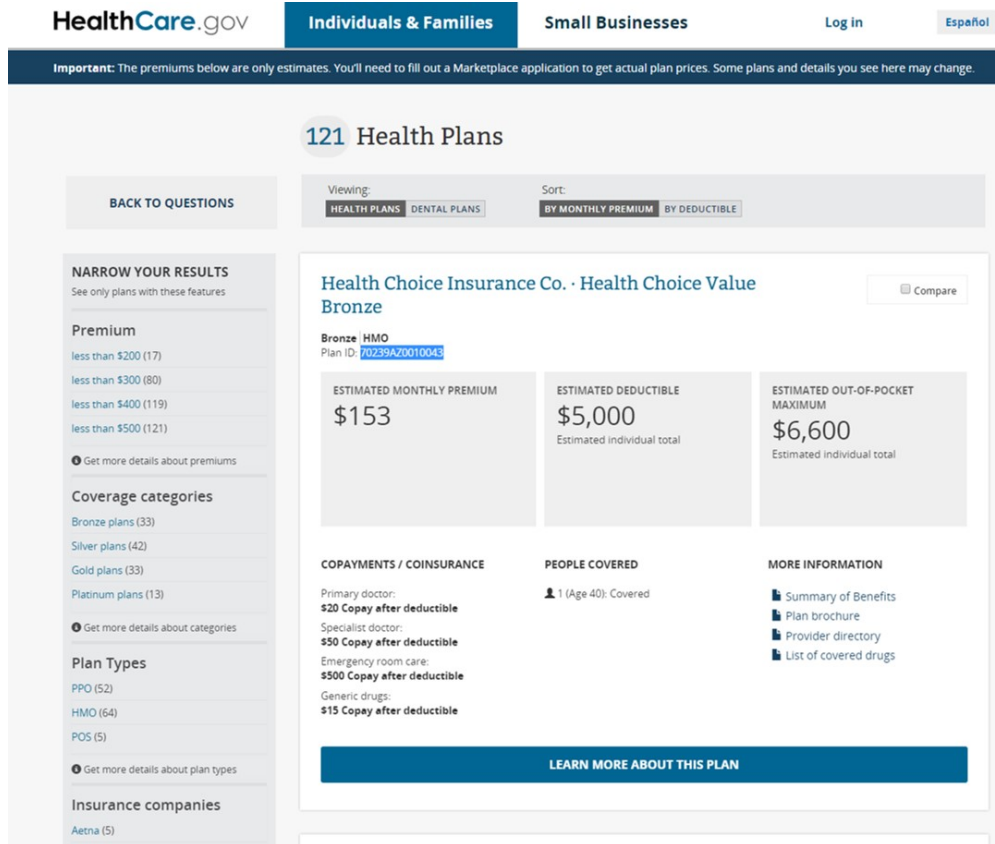 HealthCare.gov
Individuals & Families
Small Businesses
Log in
Español
Important: The premiums below are only estimates. You'll need to fill out a Marketplace application to get actual plan prices. Some plans and details you see here may change.
121 Health Plans
BACK TO QUESTIONS
Viewing:
HEALTH PLANS DENTAL PLANS
Sort:
BY MONTHLY PREMIUM BY DEDUCTIBLE
NARROW YOUR RESULTS
See only plans with these features
Premium
less than $200 (17)
less than $300 (80)
less than $400 (119)
less than $500 (121)
Get more details about premiums
Coverage categories
Bronze plans (33)
Silver plans (42)
Gold plans (33)
Platinum plans (13)
Get more details about categories
Plan Types
PPO (52)
HMO (64)
POS (5)
Get more details about plan types
Insurance companies
Aetna (5)
Health Choice Insurance Co. · Health Choice Value
Bronze
Compare
Bronze HMO
Plan ID: 70239AZ0010043
ESTIMATED MONTHLY PREMIUM
$153
ESTIMATED DEDUCTIBLE
$5,000
Estimated individual total
ESTIMATED OUT-OF-POCKET
MAXIMUM
$6,600
Estimated individual total
COPAYMENTS / COINSURANCE
Primary doctor:
$20 Copay after deductible
Specialist doctor:
$50 Copay after deductible
Emergency room care:
$500 Copay after deductible
Generic drugs:
$15 Copay after deductible
PEOPLE COVERED
1 (Age 40): Covered
MORE INFORMATION
Summary of Benefits
Plan brochure
Provider directory
List of covered drugs
LEARN MORE ABOUT THIS PLAN